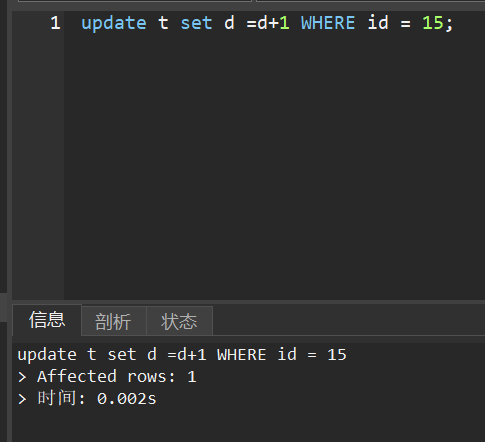 1 update t set d =d+1 WHERE id = 15;
信息 剖析 状态
update t set d =d+1 WHERE id = 15
> Affected rows: 1
> 时间: 0.002s